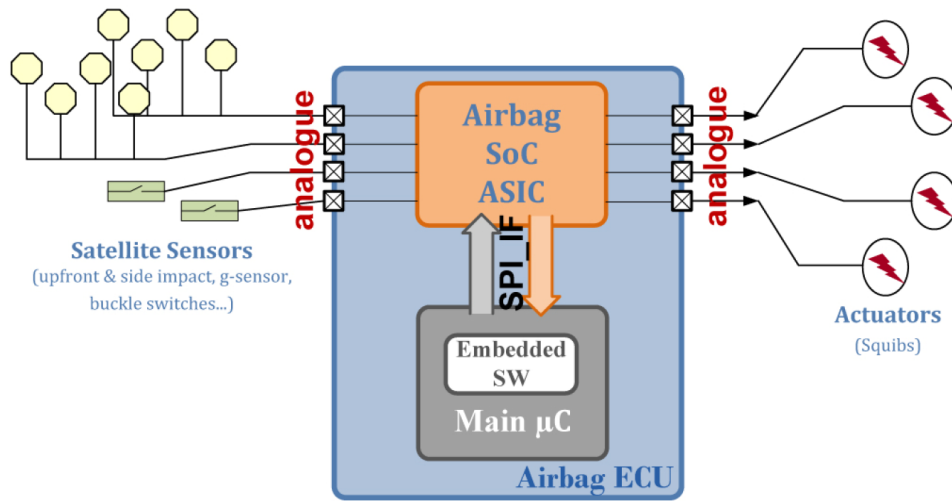 analogue
Airbag
SoC
ASIC
analogue
SPI_IF
Satellite Sensors
(upfront & side impact, g-sensor,
buckle switches...)
Actuators
(Squibs)
Embedded
SW
Main μC
Airbag ECU